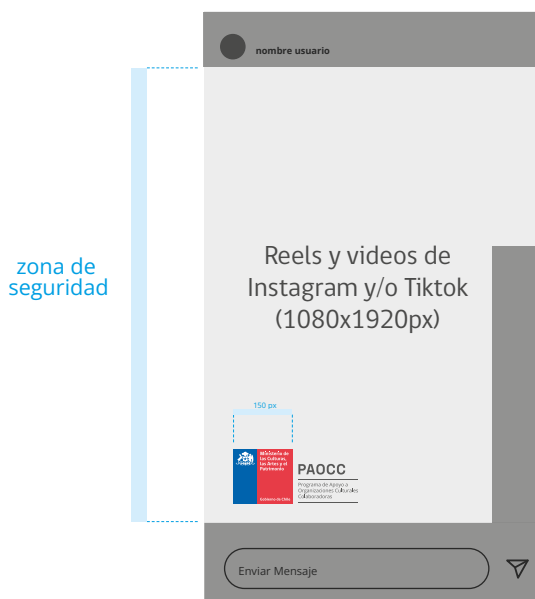 nombre usuario
zona de
seguridad
Reels y videos de
Instagram y/o Tiktok
(1080x1920px)
150 px
Ministerio de
las Culturas,
las Artes y el
Patrimonio
Gobierno de Chile
PAOCC
Programa de Apoyo a
Organizaciones Culturales
Colaboradoras
Enviar Mensaje